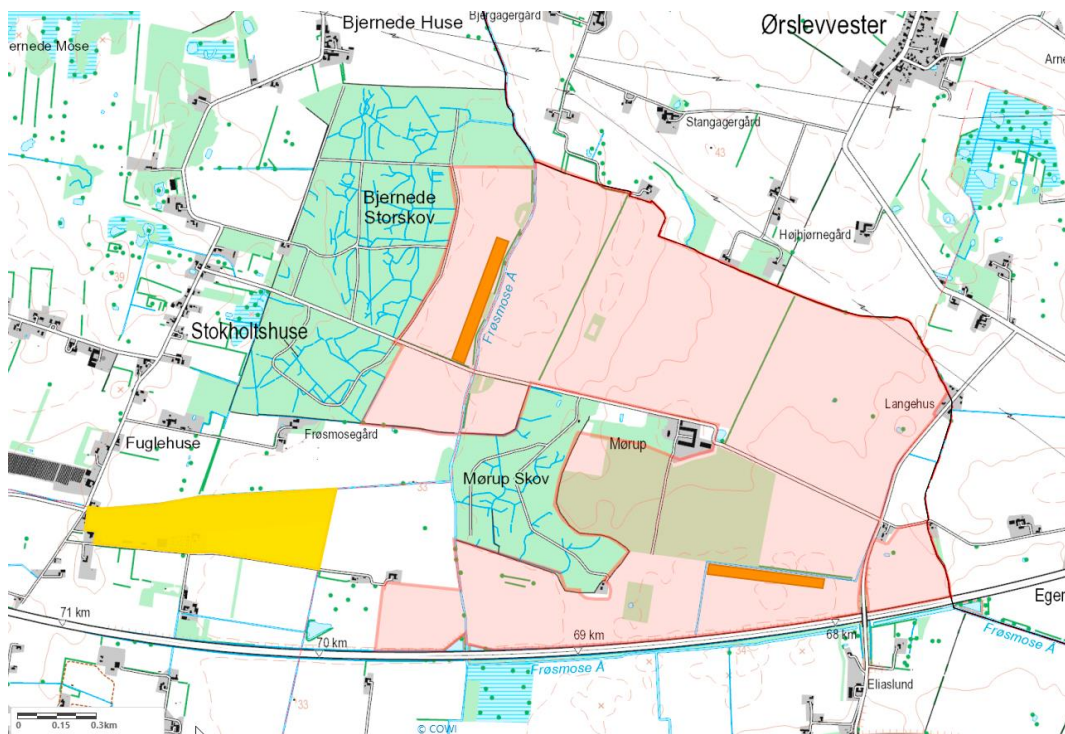 Bjernede Huse
Bjergagergård
Ørslevvester
ernede Mose
Arne
Stangagergård
43
Bjernede
Storskov
Højbjørnegård
39
Frøsmose Å
Stokholtshuse
Langehus
Frøsmosegård
Fuglehuse
Mørup
Mørup Skov
33
33
71 km
70 km
69 km
68 km
Eger
Frøsmose Å
Frøsmose Å
34
33
Eliaslund
0 0.15 0.3km
© COWI